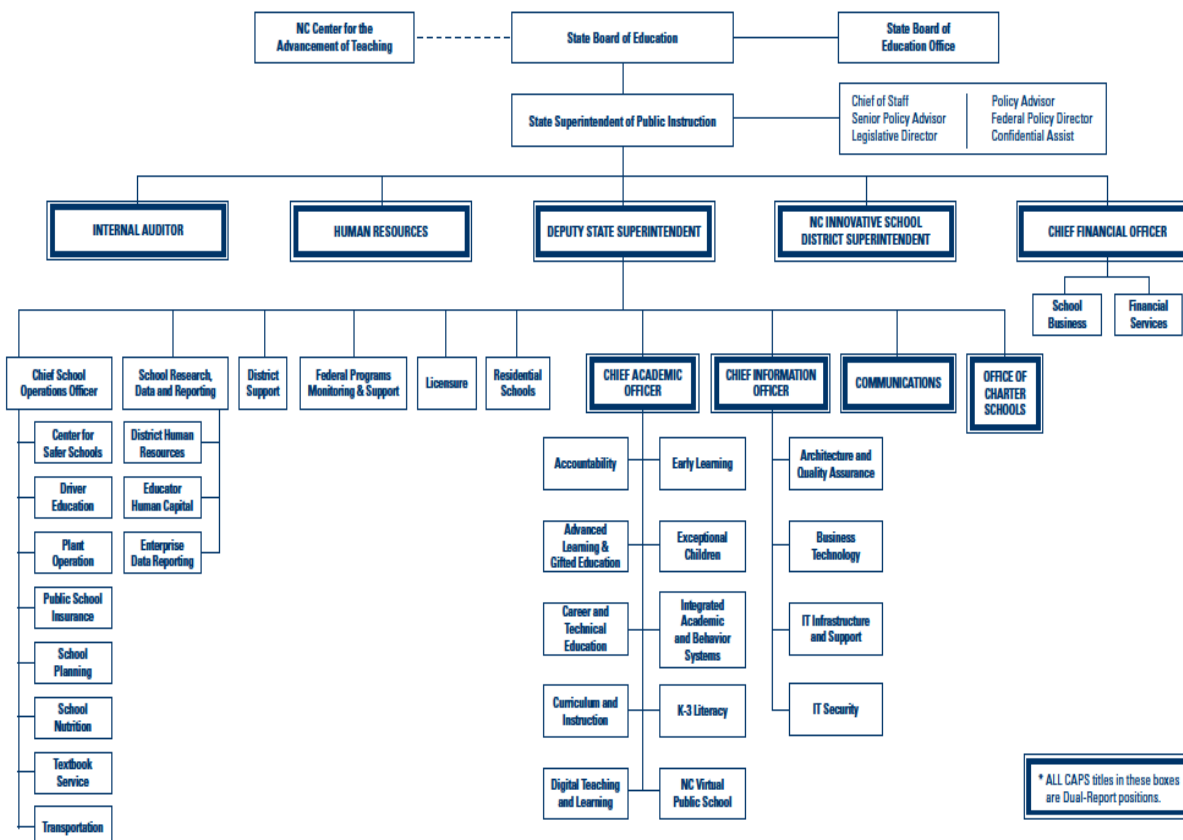 NC Center for the
Advancement of Teaching
State Board of Education
State Board of
Education Office
State Superintendent of Public Instruction
Chief of Staff
Senior Policy Advisor
Legislative Director
Policy Advisor
Federal Policy Director
Confidential Assist
INTERNAL AUDITOR
HUMAN RESOURCES
DEPUTY STATE SUPERINTENDENT
NC INNOVATIVE SCHOOL
DISTRICT SUPERINTENDENT
CHIEF FINANCIAL OFFICER
School
Business
Financial
Services
Chief School
Operations Officer
School Research,
Data and Reporting
District
Support
Federal Programs
Monitoring & Support
Licensure
Residential
Schools
CHIEF ACADEMIC
OFFICER
CHIEF INFORMATION
OFFICER
COMMUNICATIONS
OFFICE OF
CHARTER
SCHOOLS
Center for
Safer Schools
Driver
Education
Plant
Operation
Public School
Insurance
School
Planning
School
Nutrition
Textbook
Service
Transportation
District Human
Resources
Educator
Human Capital
Enterprise
Data Reporting
Accountability
Early Learning
Advanced
Learning &
Gifted Education
Exceptional
Children
Career and
Technical
Education
Integrated
Academic
and Behavior
Systems
Curriculum and
Instruction
K-3 Literacy
Digital Teaching
and Learning
NC Virtual
Public School
Architecture and
Quality Assurance
Business
Technology
IT Infrastructure
and Support
IT Security
* ALL CAPS titles in these boxes
are Dual-Report positions.